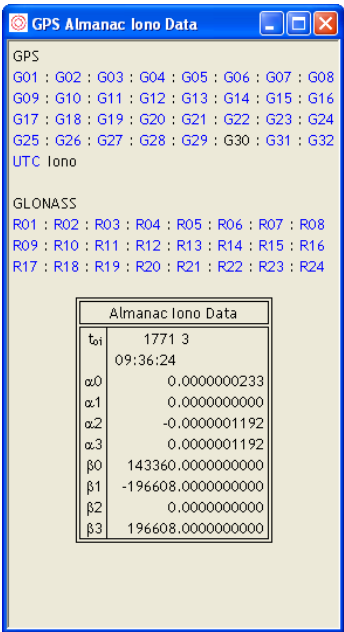 GPS Almanac Iono Data
GPS
G01 : G02 : G03 : G04 : G05 : G06 : G07 : G08
G09 : G10 : G11 : G12 : G13 : G14 : G15 : G16
G17 : G18 : G19 : G20 : G21 : G22 : G23 : G24
G25 : G26 : G27 : G28 : G29 : G30 : G31 : G32
UTC Iono
GLONASS
R01 : R02 : R03 : R04 : R05 : R06 : R07 : R08
R09 : R10 : R11 : R12 : R13 : R14 : R15 : R16
R17 : R18 : R19 : R20 : R21 : R22 : R23 : R24
Almanac Iono Data
toi 1771 3
09:36:24
α0 0.0000000233
α1 0.0000000000
α2 -0.0000001192
α3 0.0000001192
β0 143360.0000000000
β1 -196608.0000000000
β2 0.0000000000
β3 196608.0000000000